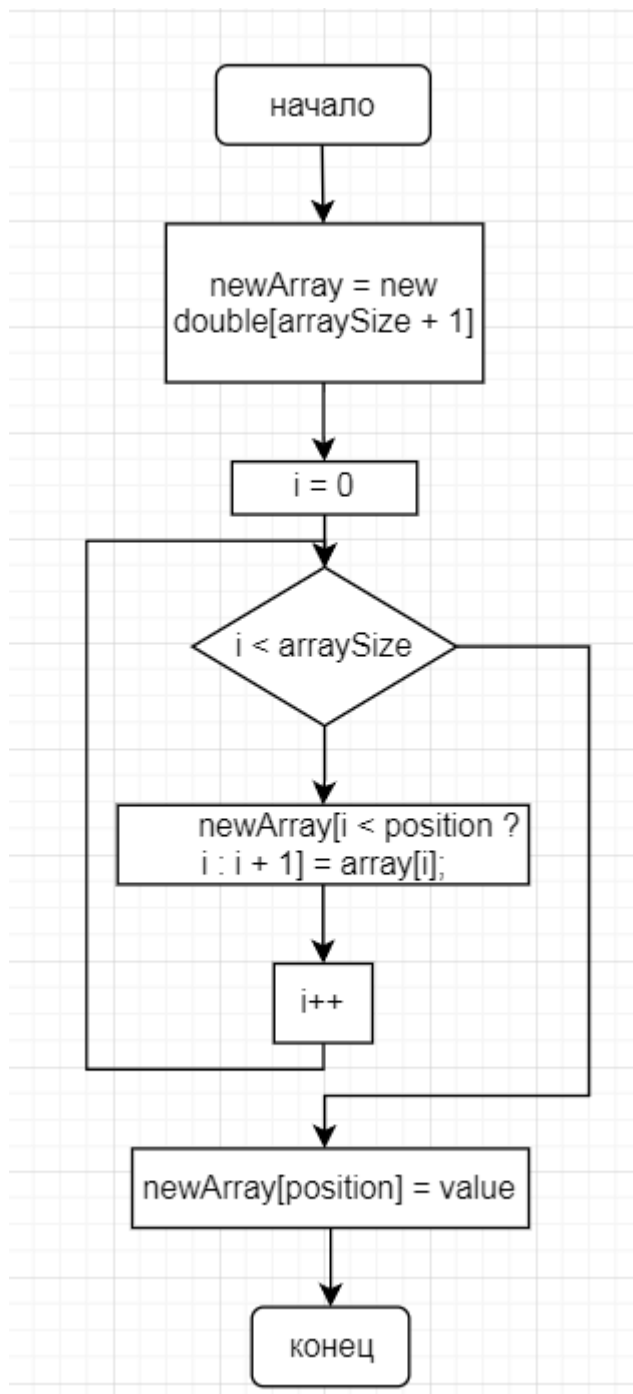 начало
newArray = new
double[arraySize + 1]
i = 0
i < arraySize
newArray[i < position ?
i : i + 1] = array[i];
i++
newArray[position] = value
конец